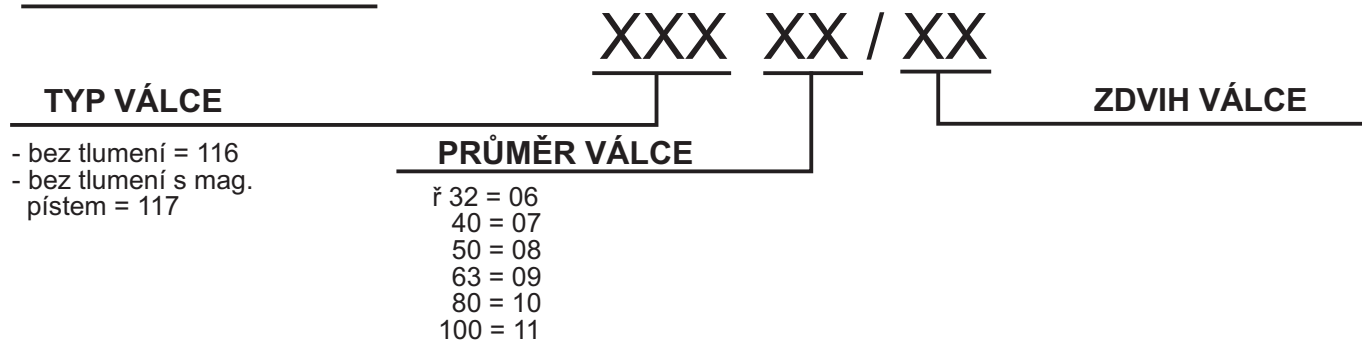 XXX XX / XX
TYP VÁLCE
- bez tlumení = 116
- bez tlumení s mag.
pístem = 117
PRŮMĚR VÁLCE
ř 32 = 06
40 = 07
50 = 08
63 = 09
80 = 10
100 = 11
ZDVIH VÁLCE